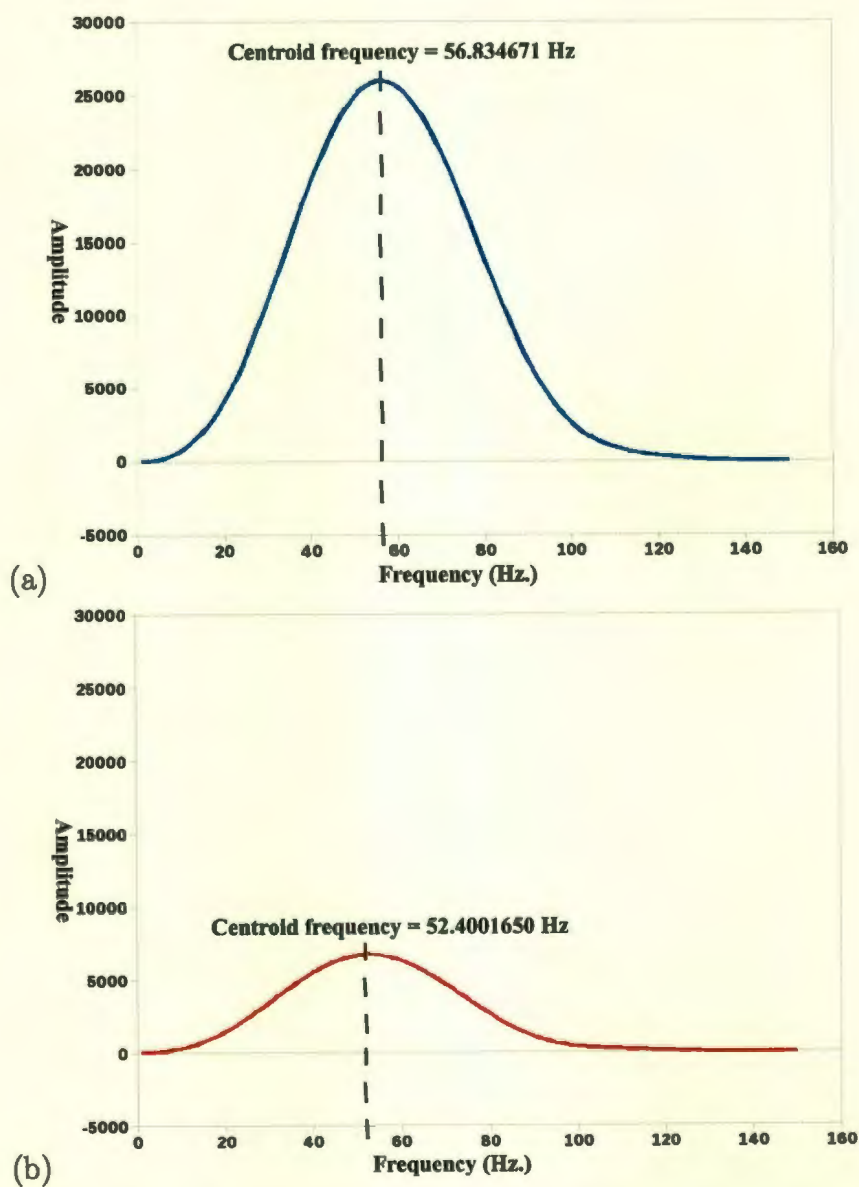 30000
Centroid frequency = 56.834671 Hz
25000
20000
15000
10000
5000
0
-5000
Amplitude
0 20 40 60 80 100 120 140 160
Frequency (Hz.)
(a)
30000
25000
20000
15000
10000
Centroid frequency = 52.4001650 Hz
5000
0
-5000
Amplitude
0 20 40 60 80 100 120 140 160
Frequency (Hz.)
(b)